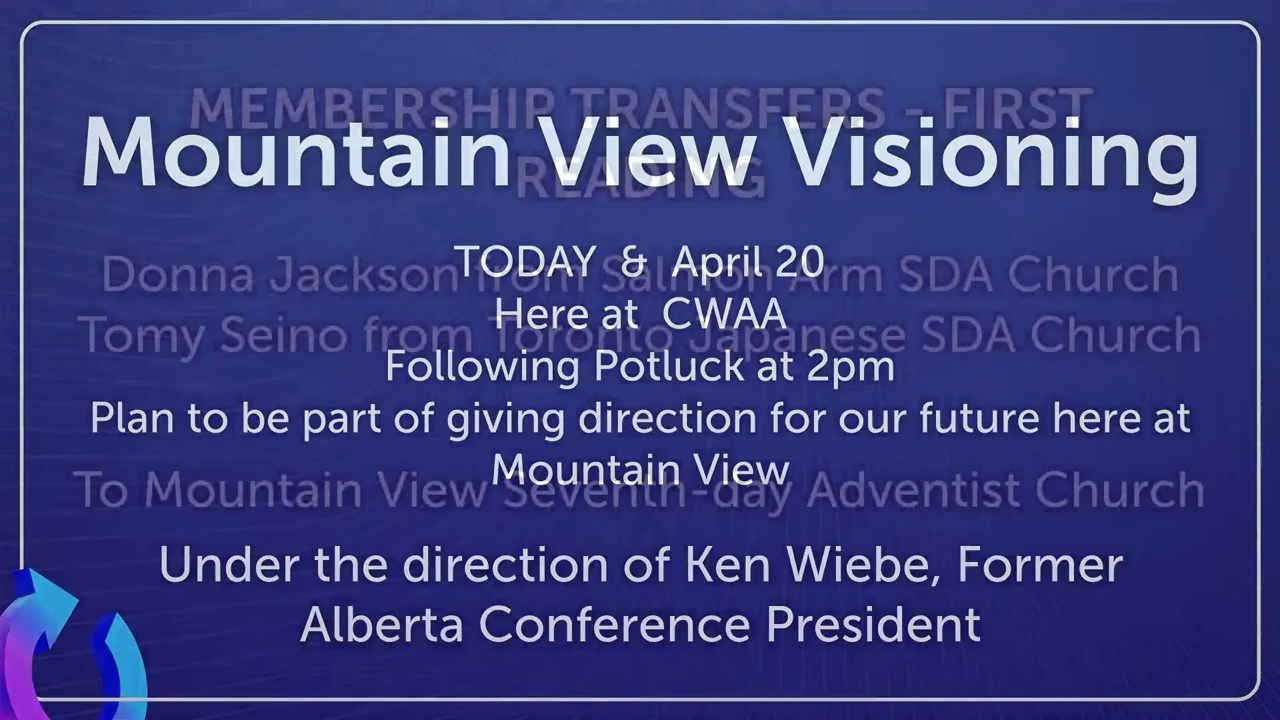 MEMBERSHIP TRANSFERS - FIRST
READING
Donna Jackson from Salmon Arm SDA Church
Tomy Seino from Toronto Japanese SDA Church
To Mountain View Seventh-day Adventist Church
Mountain View Visioning
TODAY & April 20
Here at CWAA
Following Potluck at 2pm
Plan to be part of giving direction for our future here at
Mountain View
Under the direction of Ken Wiebe, Former
Alberta Conference President